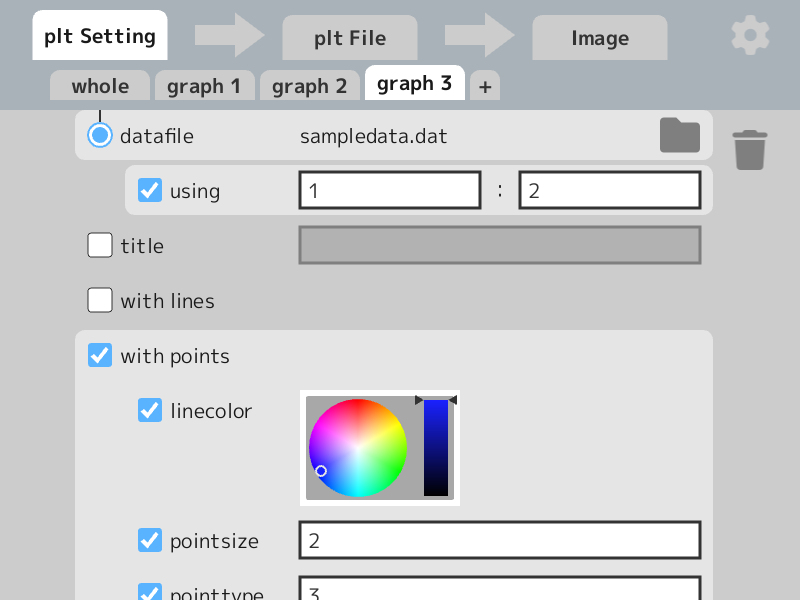 plt Setting plt File Image
whole graph 1 graph 2 graph 3 +
datafile sampledata.dat
using 1 : 2
title
with lines
with points
linecolor
pointsize 2
pointtype 3